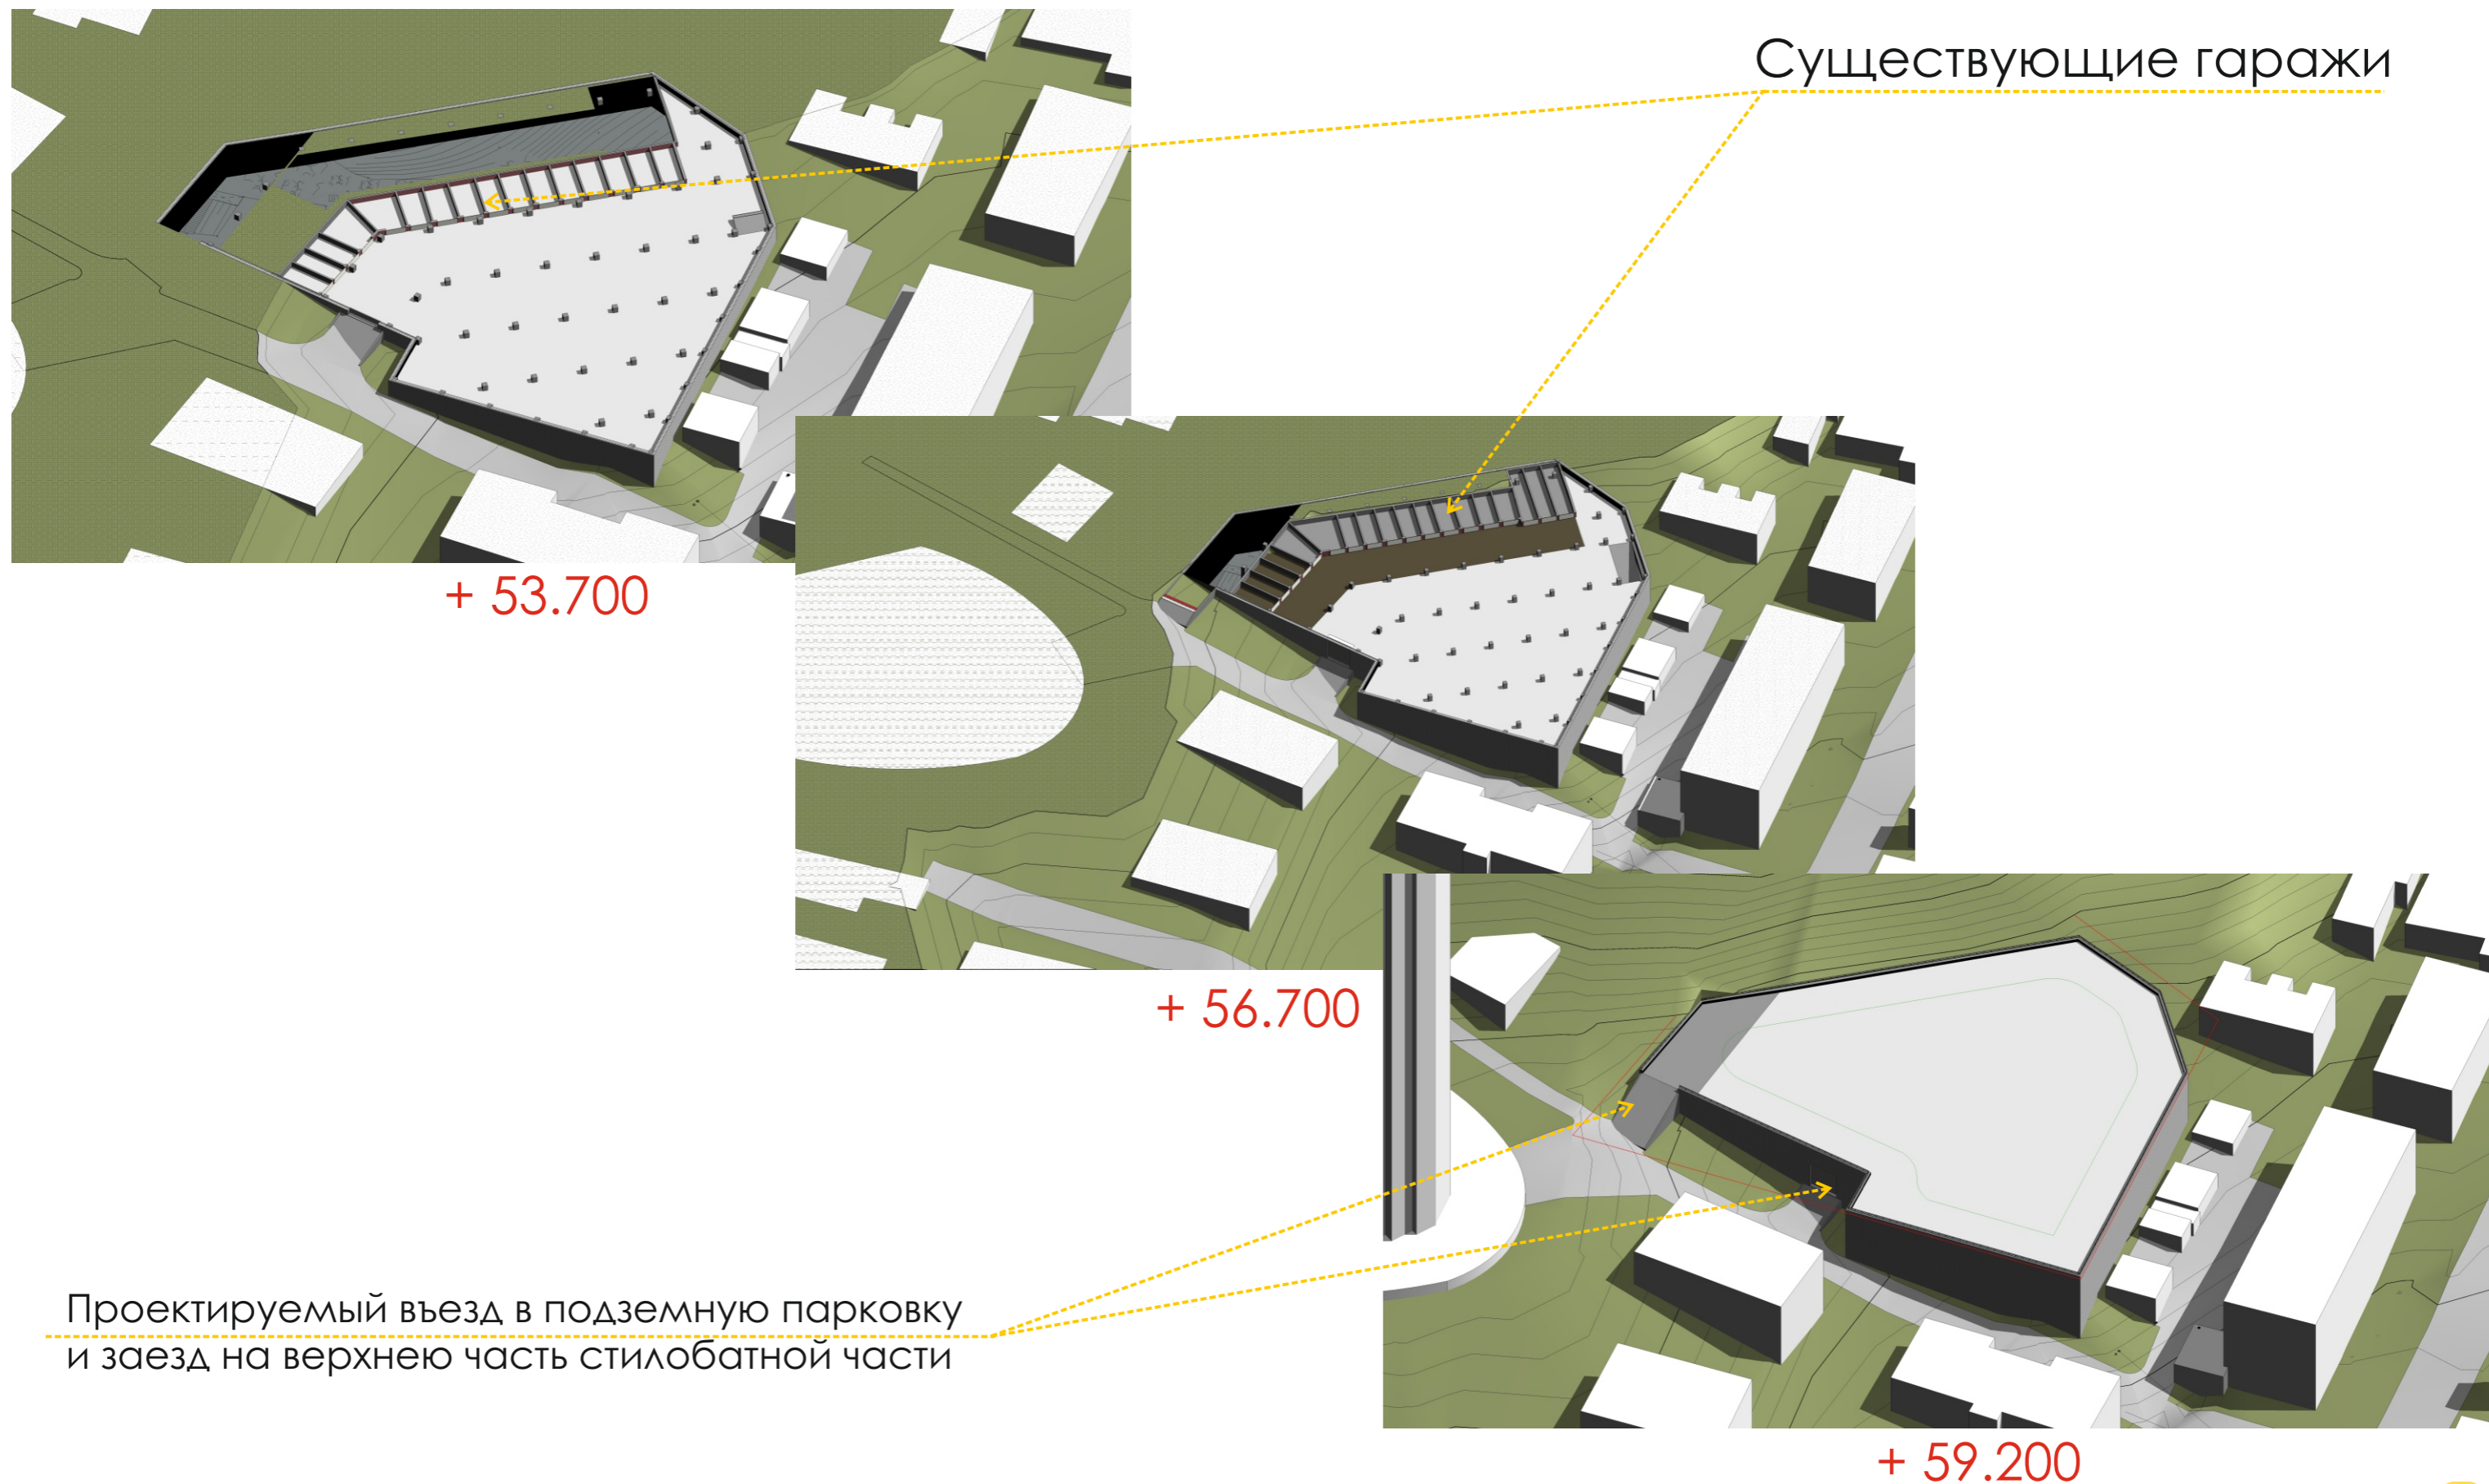 Существующие гаражи
+ 53.700
+ 56.700
Проектируемый въезд в подземную парковку
и заезд на верхнею часть стилобатной части
+ 59.200